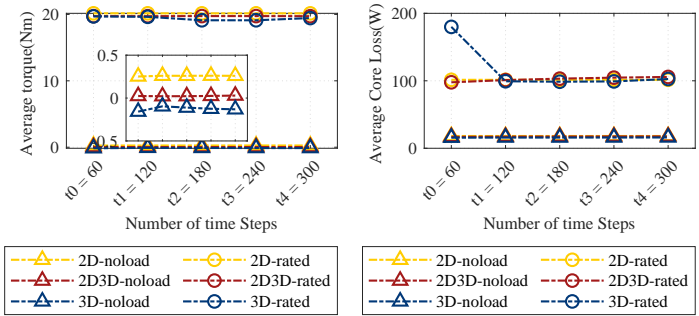 20
10
0
Average torque(Nm)
0.5
0
5
t0 = 60
t1 = 120
t2 = 180
t3 = 240
t4 = 300
Number of time Steps
2D-noload
2D-rated
2D3D-noload
2D3D-rated
3D-noload
3D-rated
200
100
0
Average Core Loss(W)
t0 = 60
t1 = 120
t2 = 180
t3 = 240
t4 = 300
Number of time Steps
2D-noload
2D-rated
2D3D-noload
2D3D-rated
3D-noload
3D-rated